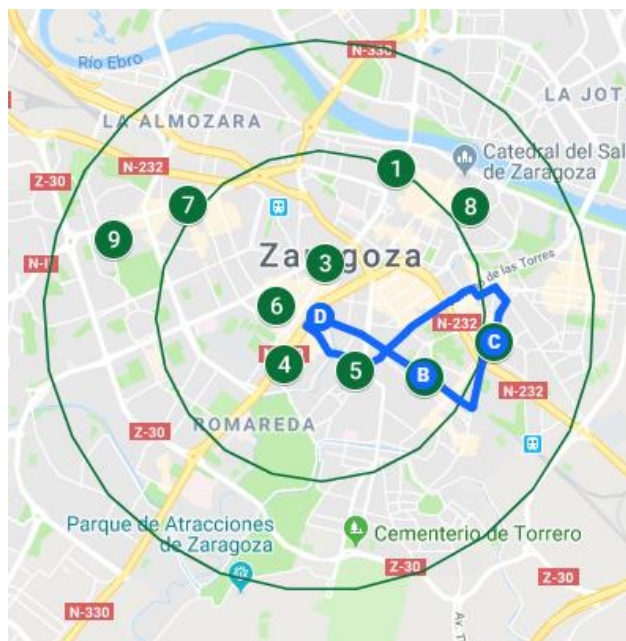 N-330
Río Ebro
LA JOTA
LA ALMOZARA
N-232
Z-30
1
Catedral del Sal
de Zaragoza
7
8
9
Zaragoza
3
N-II
o de las Torres
6
D
N-232
C
4
5
B
N-232
ROMAREDA
Z-30
Parque de Atracciones
de Zaragoza
Cementerio de Torrero
Z-30
Z-30
N-330
Av. T